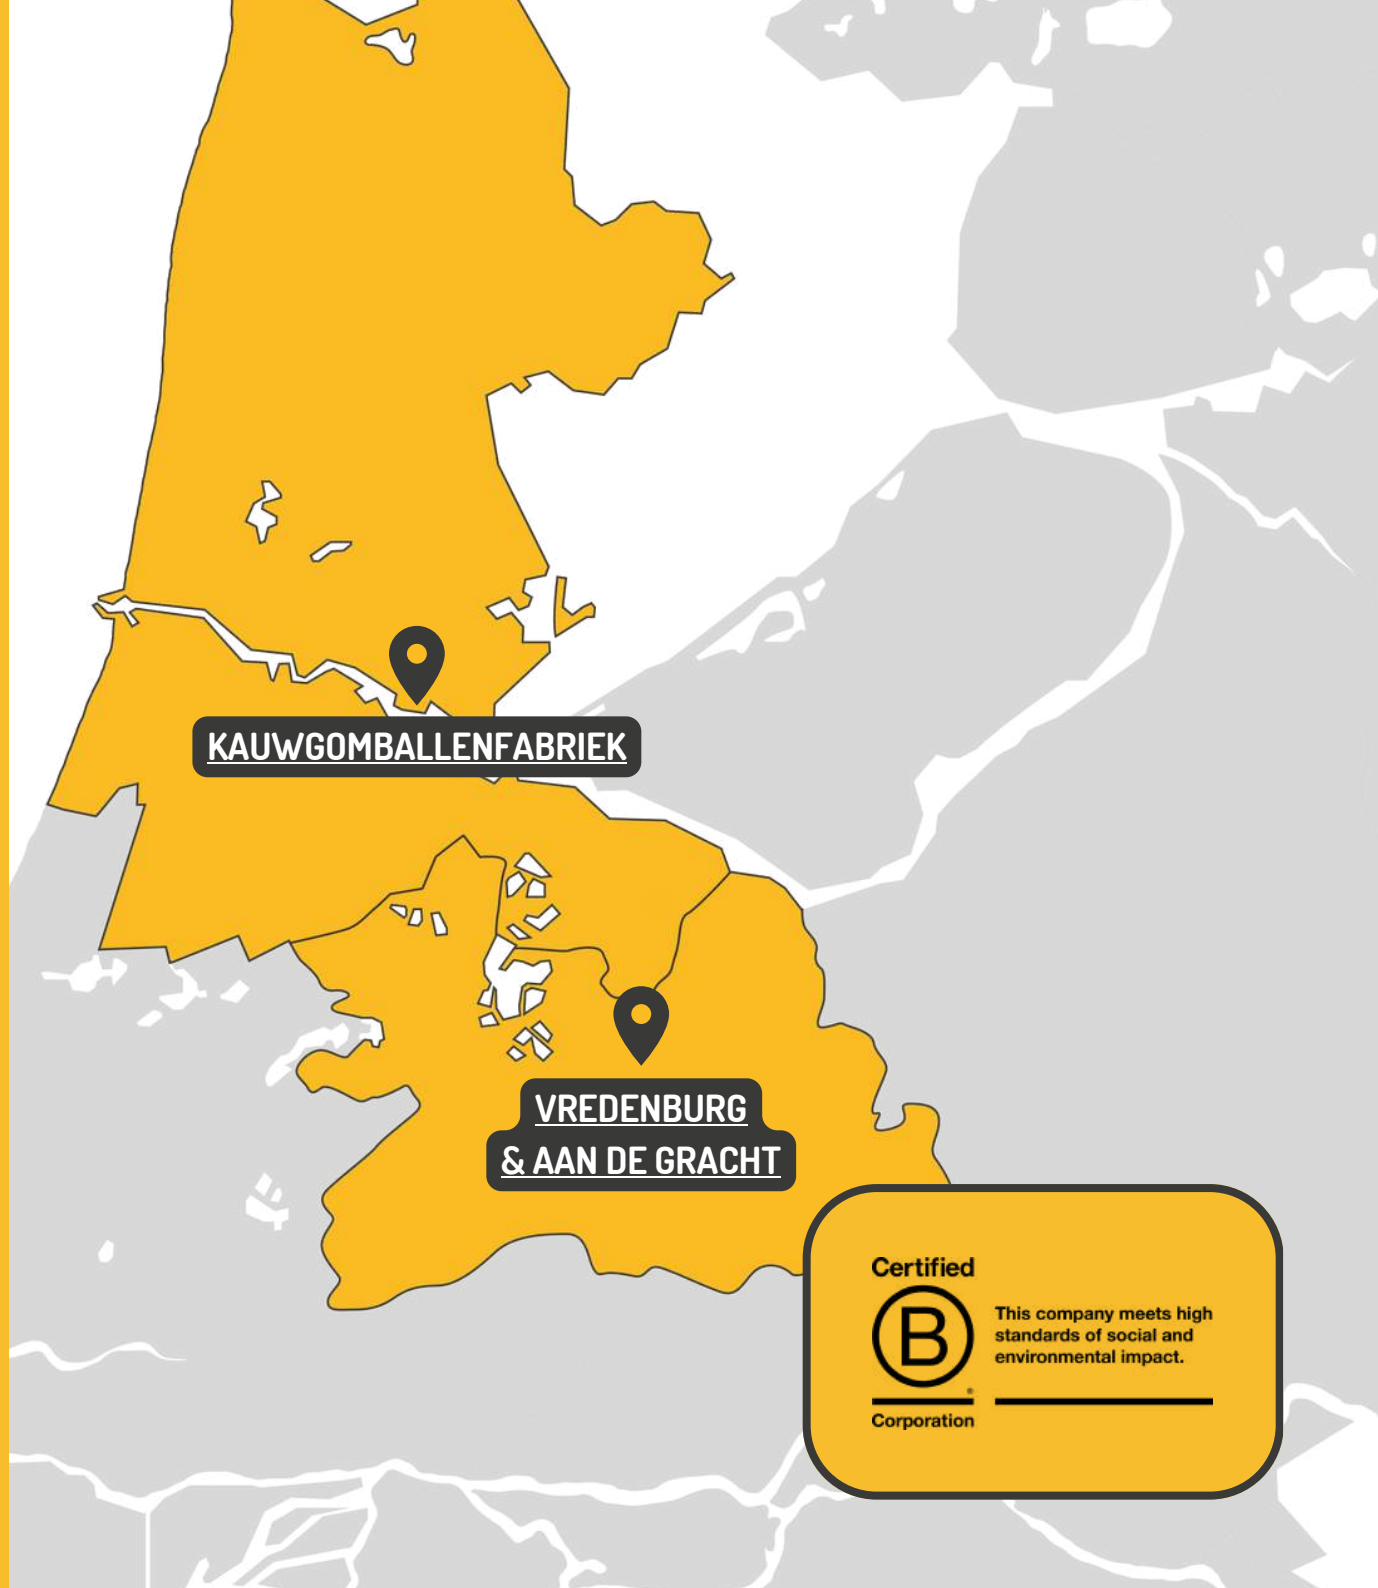 KAUWGOMBALLENFABRIEK
VREDENBURG
& AAN DE GRACHT
Certified
B
®
Corporation
This company meets high
standards of social and
environmental impact.